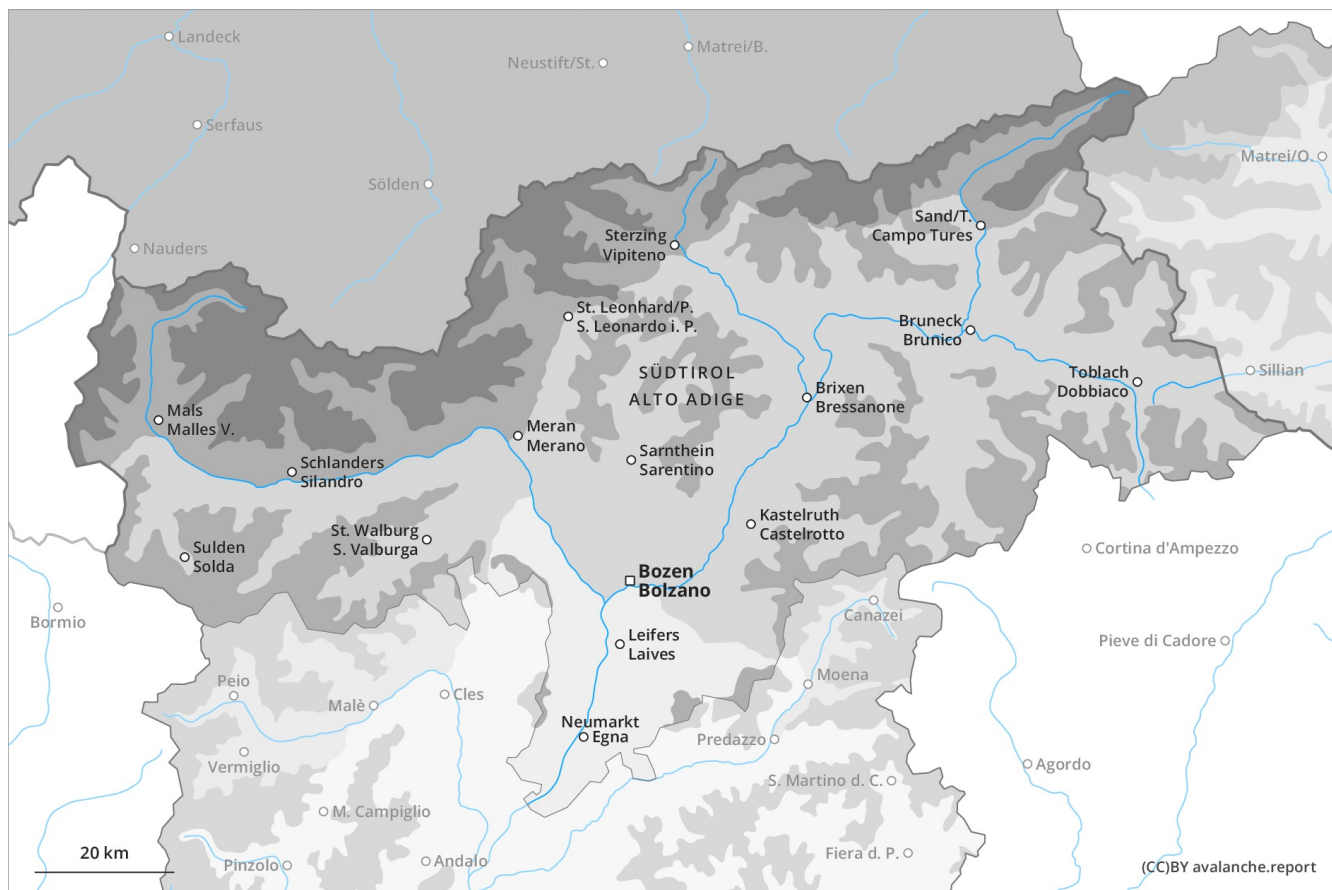 Landeck
Matrei/B.
Neustift/St.
Serfaus
Matrei/O.
Sölden
Sand/T.
Campo Tures
Sterzing
Vipiteno
Nauders
St. Leonhard/P.
S. Leonardo i. P.
Bruneck
Brunico
SÜDTIROL
ALTO ADIGE
Toblach
Dobbiaco
Sillian
Brixen
Bressanone
Mals
Malles V.
Meran
Merano
Schlanders
Silandro
Sarnthein
Sarentino
Kastelruth
Castelrotto
St. Walburg
S. Valburga
Sulden
Solda
Cortina d'Ampezzo
Bozen
Bolzano
Bormio
Canazei
Leifers
Laives
Pieve di Cadore
Peio
Malè
Cles
Moena
Neumarkt
Egna
Predazzo
Vermiglio
Agordo
S. Martino d. C.
M. Campiglio
20 km
Pinzolo
Andalo
Fiera d. P.
(CC)BY avalanche.report